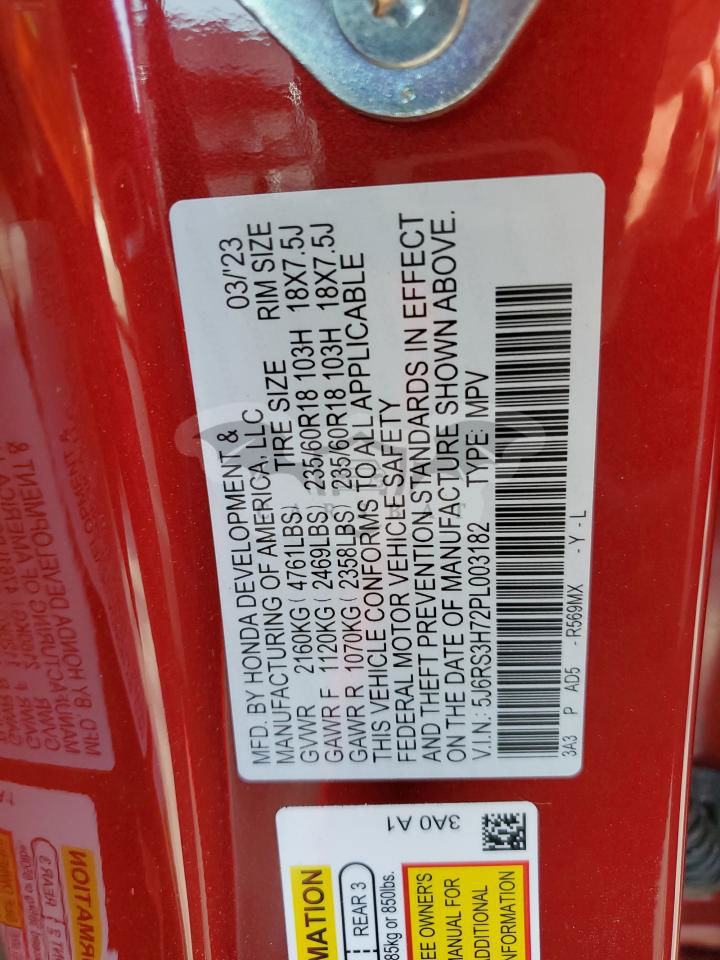 MFD. BY HONDA DEVELOPMENT &
MANUFACTURING OF AMERICA, LLC 03/'23
GVWR 2160KG ( 4761LBS) TIRE SIZE RIM SIZE
GAWR F 1120KG ( 2469LBS) 235/60R18 103H 18X7.5J
GAWR R 1070KG ( 2358LBS) 235/60R18 103H 18X7.5J
THIS VEHICLE CONFORMS TO ALL APPLICABLE
FEDERAL MOTOR VEHICLE SAFETY
AND THEFT PREVENTION STANDARDS IN EFFECT
ON THE DATE OF MANUFACTURE SHOWN ABOVE.
V.I.N.: 5J6RS3H72PL003182 TYPE: MPV
3A3 P AD5 - R569MX - Y - L
3A0 A1
MATION
REAR 3
85kg or 850lbs.
EE OWNER'S
MANUAL FOR
ADDITIONAL
NFORMATION